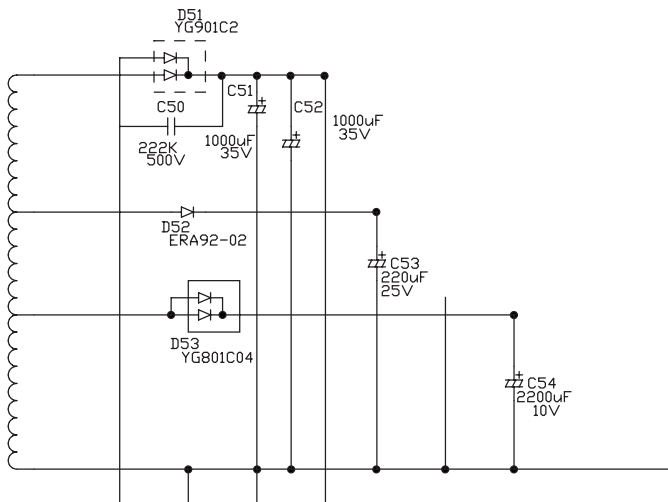 D51
YG901C2
C51
C50
C52
1000uF
35V
1000uF
35V
222K
500V
D52
ERA92-02
C53
220uF
25V
D53
YG801C04
C54
2200uF
10V
+
+
+
+